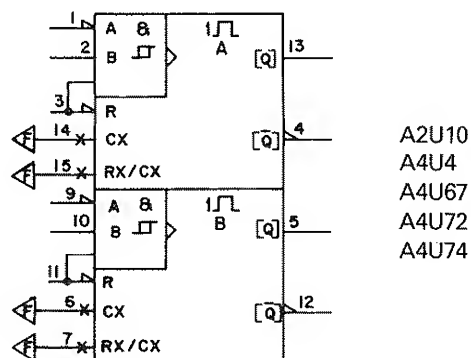 1 A & 1 13
2 B A [Q]
3 R 4
F 14 CX [Q̅]
F 15 RX/CX
9 A & 1
10 B B [Q] 5
11 R
F 6 CX [Q̅] 12
F 7 RX/CX
A2U10
A4U4
A4U67
A4U72
A4U74